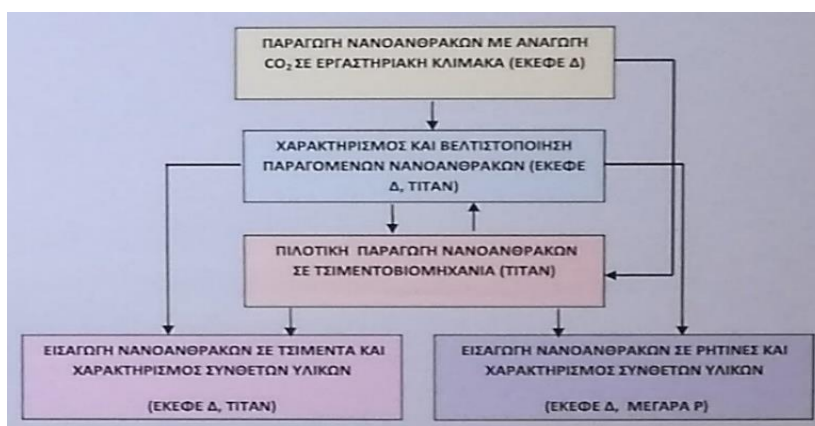 ΠΑΡΑΓΩΓΗ ΝΑΝΟΑΝΘΡΑΚΩΝ ΜΕ ΑΝΑΓΩΓΗ
CO₂ ΣΕ ΕΡΓΑΣΤΗΡΙΑΚΗ ΚΛΙΜΑΚΑ (ΕΚΕΦΕ Δ)
ΧΑΡΑΚΤΗΡΙΣΜΟΣ ΚΑΙ ΒΕΛΤΙΣΤΟΠΟΙΗΣΗ
ΠΑΡΑΓΟΜΕΝΩΝ ΝΑΝΟΑΝΘΡΑΚΩΝ (ΕΚΕΦΕ
Δ, ΤΙΤΑΝ)
ΠΙΛΟΤΙΚΗ ΠΑΡΑΓΩΓΗ ΝΑΝΟΑΝΘΡΑΚΩΝ
ΣΕ ΤΣΙΜΕΝΤΟΒΙΟΜΗΧΑΝΙΑ (ΤΙΤΑΝ)
ΕΙΣΑΓΩΓΗ ΝΑΝΟΑΝΘΡΑΚΩΝ ΣΕ ΤΣΙΜΕΝΤΑ ΚΑΙ
ΧΑΡΑΚΤΗΡΙΣΜΟΣ ΣΥΝΘΕΤΩΝ ΥΛΙΚΩΝ
(ΕΚΕΦΕ Δ, ΤΙΤΑΝ)
ΕΙΣΑΓΩΓΗ ΝΑΝΟΑΝΘΡΑΚΩΝ ΣΕ ΡΗΤΙΝΕΣ ΚΑΙ
ΧΑΡΑΚΤΗΡΙΣΜΟΣ ΣΥΝΘΕΤΩΝ ΥΛΙΚΩΝ
(ΕΚΕΦΕ Δ, ΜΕΓΑΡΑ Ρ)